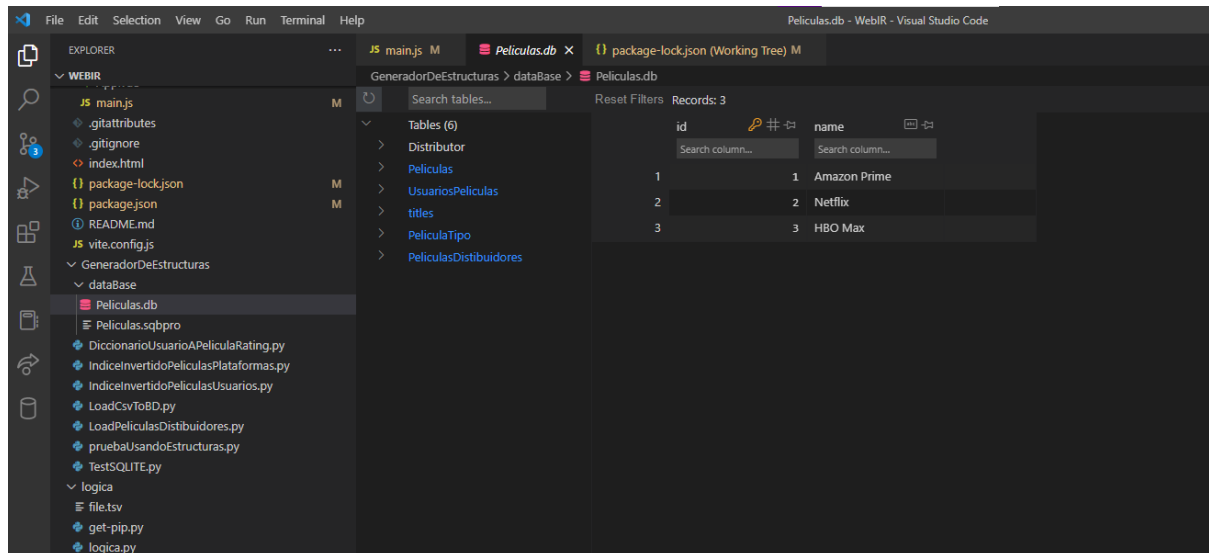 File Edit Selection View Go Run Terminal Help
Peliculas.db - WebIR - Visual Studio Code
EXPLORER ...
WEBIR
JS main.js M
.gitattributes
.gitignore
<> index.html
{} package-lock.json M
{} package.json M
README.md
JS vite.config.js
GeneradorDeEstructuras
dataBase
Peliculas.db
Peliculas.sqbpro
DiccionarioUsuarioAPeliculaRating.py
IndiceInvertidoPeliculasPlataformas.py
IndiceInvertidoPeliculasUsuarios.py
LoadCsvToBD.py
LoadPeliculasDistibuidores.py
pruebaUsandoEstructuras.py
TestSQLITE.py
logica
file.tsv
get-pip.py
logica.py
3
JS main.js M
Peliculas.db ×
{} package-lock.json (Working Tree) M
GeneradorDeEstructuras > dataBase > Peliculas.db
Search tables...
Tables (6)
Distributor
Peliculas
UsuariosPeliculas
titles
PeliculaTipo
PeliculasDistibuidores
Reset Filters Records: 3
id name
Search column... Search column...
1 1 Amazon Prime
2 2 Netflix
3 3 HBO Max